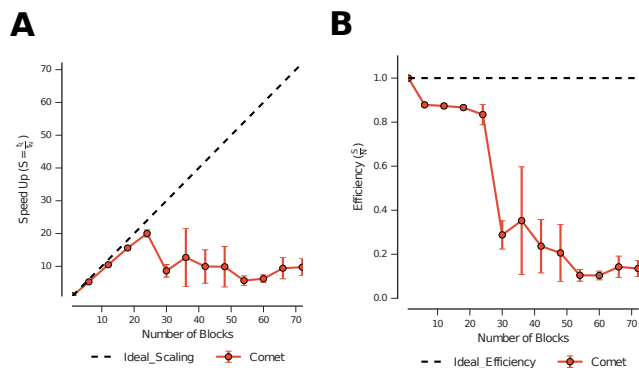 A
B
70
60
50
40
30
20
10
Speed Up (S = t₁/tN)
10 20 30 40 50 60 70
Number of Blocks
Ideal_Scaling Comet
1.0
0.8
0.6
0.4
0.2
0.0
Efficiency (S/N)
10 20 30 40 50 60 70
Number of Blocks
Ideal_Efficiency Comet